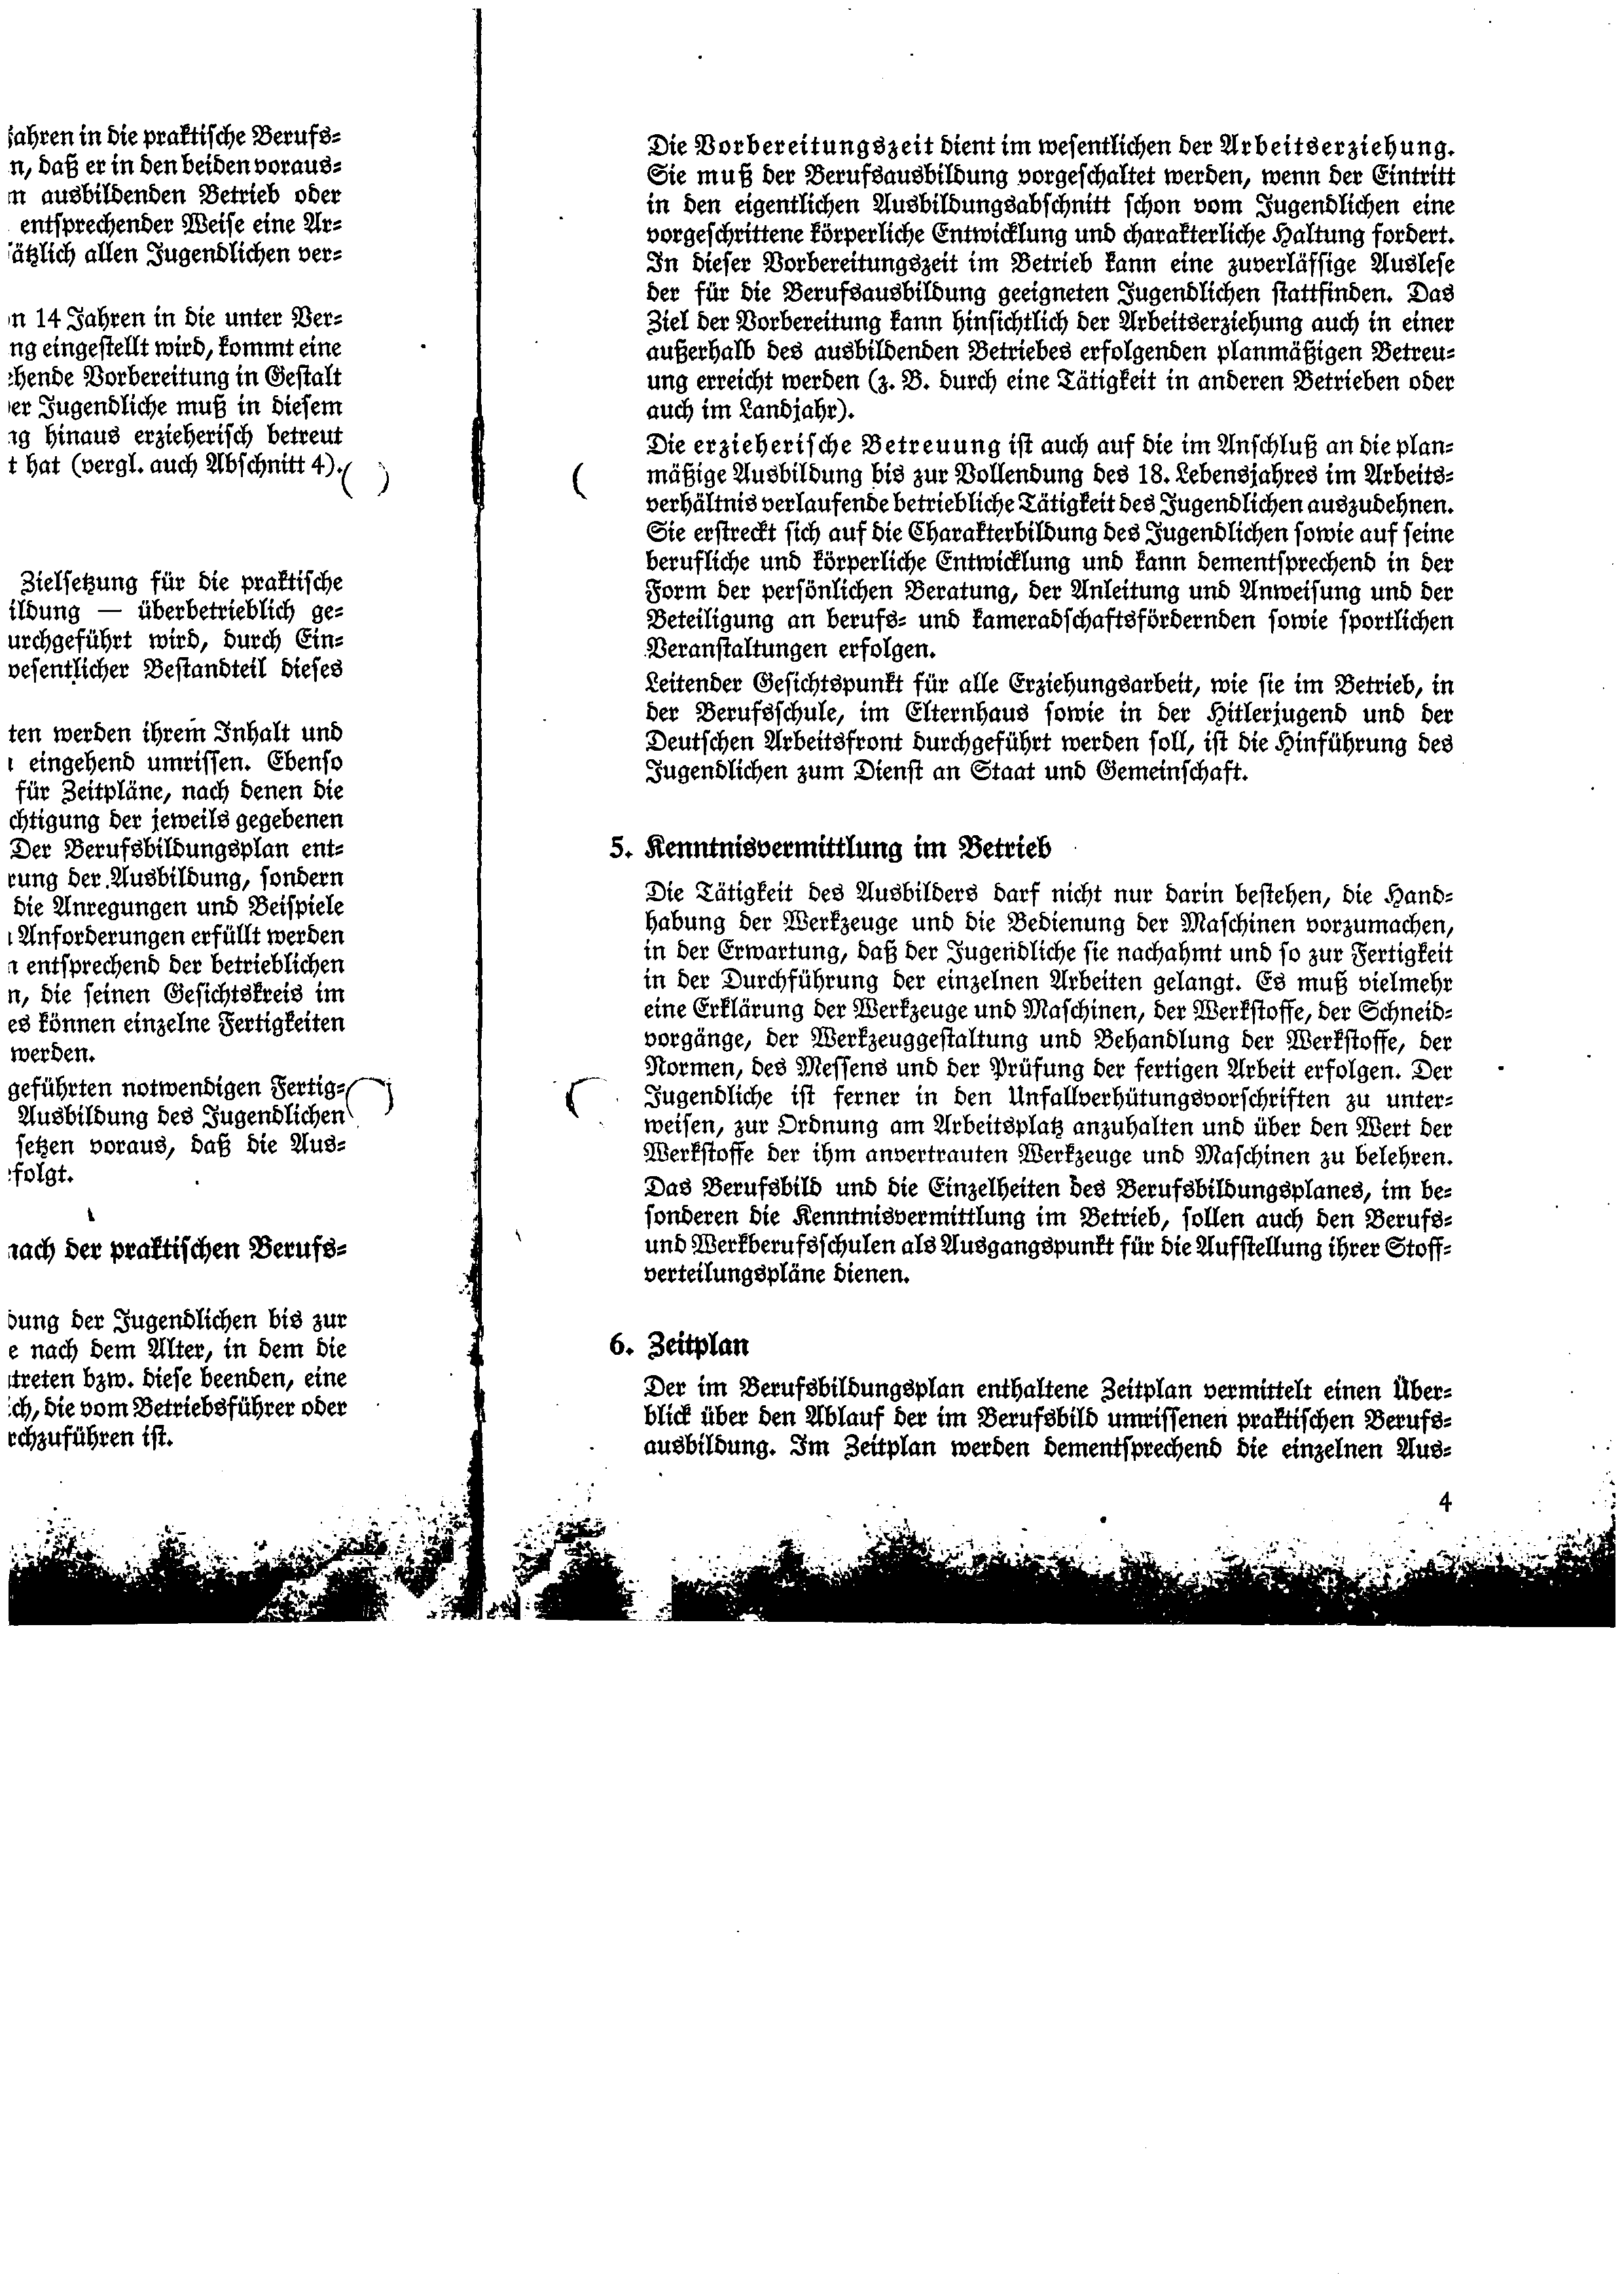 jahren in die praktische Berufs-
n, daß er in den beiden voraus-
n ausbildenden Betrieb oder
entsprechender Weise eine Ar-
ätzlich allen Jugendlichen ver-
n 14 Jahren in die unter Ver-
ng eingestellt wird, kommt eine
hende Vorbereitung in Gestalt
er Jugendliche muß in diesem
ng hinaus erzieherisch betreut
t hat (vergl. auch Abschnitt 4).
Zielsetzung für die praktische
ildung — überbetrieblich ge-
urchgeführt wird, durch Ein-
wesentlicher Bestandteil dieses
ten werden ihrem Inhalt und
eingehend umrissen. Ebenso
für Zeitpläne, nach denen die
chtigung der jeweils gegebenen
Der Berufsbildungsplan ent-
rung der Ausbildung, sondern
die Anregungen und Beispiele
Anforderungen erfüllt werden
n entsprechend der betrieblichen
n, die seinen Gesichtskreis im
es können einzelne Fertigkeiten
werden.
geführten notwendigen Fertig-
Ausbildung des Jugendlichen
setzen voraus, daß die Aus-
folgt.
nach der praktischen Berufs-
dung der Jugendlichen bis zur
e nach dem Alter, in dem die
treten bzw. diese beenden, eine
ch, die vom Betriebsführer oder
rchzuführen ist.
Die Vorbereitungszeit dient im wesentlichen der Arbeitserziehung.
Sie muß der Berufsausbildung vorgeschaltet werden, wenn der Eintritt
in den eigentlichen Ausbildungsabschnitt schon vom Jugendlichen eine
vorgeschrittene körperliche Entwicklung und charakterliche Haltung fordert.
In dieser Vorbereitungszeit im Betrieb kann eine zuverlässige Auslese
der für die Berufsausbildung geeigneten Jugendlichen stattfinden. Das
Ziel der Vorbereitung kann hinsichtlich der Arbeitserziehung auch in einer
außerhalb des ausbildenden Betriebes erfolgenden planmäßigen Betreu-
ung erreicht werden (z. B. durch eine Tätigkeit in anderen Betrieben oder
auch im Landjahr).
Die erzieherische Betreuung ist auch auf die im Anschluß an die plan-
mäßige Ausbildung bis zur Vollendung des 18. Lebensjahres im Arbeits-
verhältnis verlaufende betriebliche Tätigkeit des Jugendlichen auszudehnen.
Sie erstreckt sich auf die Charakterbildung des Jugendlichen sowie auf seine
berufliche und körperliche Entwicklung und kann dementsprechend in der
Form der persönlichen Beratung, der Anleitung und Anweisung und der
Beteiligung an berufs- und kameradschaftsfördernden sowie sportlichen
Veranstaltungen erfolgen.
Leitender Gesichtspunkt für alle Erziehungsarbeit, wie sie im Betrieb, in
der Berufsschule, im Elternhaus sowie in der Hitlerjugend und der
Deutschen Arbeitsfront durchgeführt werden soll, ist die Hinführung des
Jugendlichen zum Dienst an Staat und Gemeinschaft.
5. Kenntnisvermittlung im Betrieb
Die Tätigkeit des Ausbilders darf nicht nur darin bestehen, die Hand-
habung der Werkzeuge und die Bedienung der Maschinen vorzumachen,
in der Erwartung, daß der Jugendliche sie nachahmt und so zur Fertigkeit
in der Durchführung der einzelnen Arbeiten gelangt. Es muß vielmehr
eine Erklärung der Werkzeuge und Maschinen, der Werkstoffe, der Schneid-
vorgänge, der Werkzeuggestaltung und Behandlung der Werkstoffe, der
Normen, des Messens und der Prüfung der fertigen Arbeit erfolgen. Der
Jugendliche ist ferner in den Unfallverhütungsvorschriften zu unter-
weisen, zur Ordnung am Arbeitsplatz anzuhalten und über den Wert der
Werkstoffe der ihm anvertrauten Werkzeuge und Maschinen zu belehren.
Das Berufsbild und die Einzelheiten des Berufsbildungsplanes, im be-
sonderen die Kenntnisvermittlung im Betrieb, sollen auch den Berufs-
und Werkberufsschulen als Ausgangspunkt für die Aufstellung ihrer Stoff-
verteilungspläne dienen.
6. Zeitplan
Der im Berufsbildungsplan enthaltene Zeitplan vermittelt einen Über-
blick über den Ablauf der im Berufsbild umrissenen praktischen Berufs-
ausbildung. Im Zeitplan werden dementsprechend die einzelnen Aus-
4